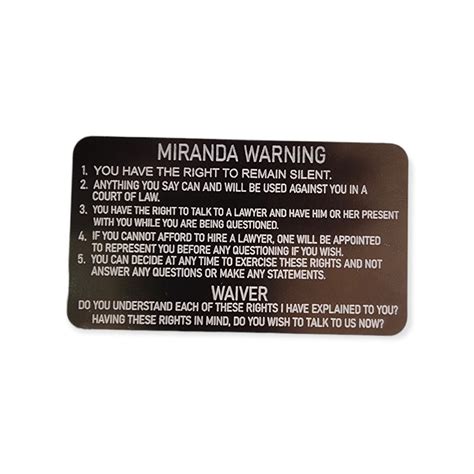 MIRANDA WARNING
1. YOU HAVE THE RIGHT TO REMAIN SILENT.
2. ANYTHING YOU SAY CAN AND WILL BE USED AGAINST YOU IN A
COURT OF LAW.
3. YOU HAVE THE RIGHT TO TALK TO A LAWYER AND HAVE HIM OR HER PRESENT
WITH YOU WHILE YOU ARE BEING QUESTIONED.
4. IF YOU CANNOT AFFORD TO HIRE A LAWYER, ONE WILL BE APPOINTED
TO REPRESENT YOU BEFORE ANY QUESTIONING IF YOU WISH.
5. YOU CAN DECIDE AT ANY TIME TO EXERCISE THESE RIGHTS AND NOT
ANSWER ANY QUESTIONS OR MAKE ANY STATEMENTS.
WAIVER
DO YOU UNDERSTAND EACH OF THESE RIGHTS I HAVE EXPLAINED TO YOU?
HAVING THESE RIGHTS IN MIND, DO YOU WISH TO TALK TO US NOW?